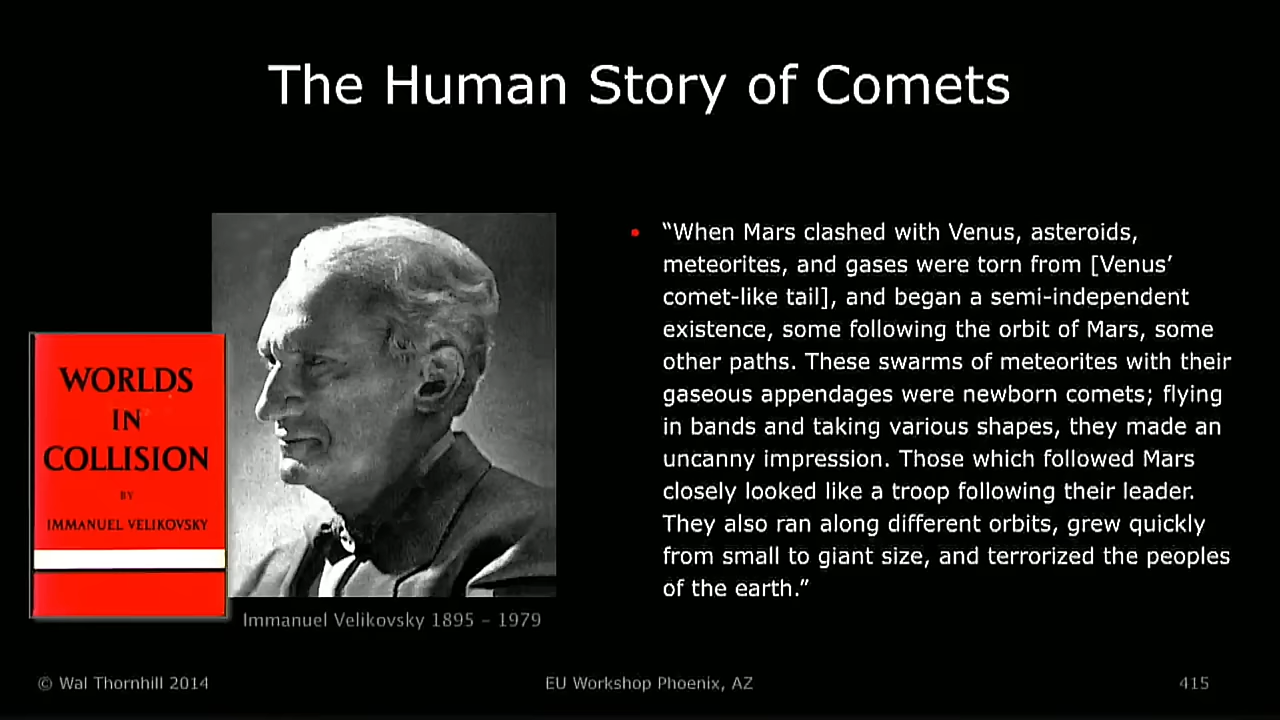 The Human Story of Comets
WORLDS
IN
COLLISION
BY
IMMANUEL VELIKOVSKY
Immanuel Velikovsky 1895 – 1979
• “When Mars clashed with Venus, asteroids,
meteorites, and gases were torn from [Venus’
comet-like tail], and began a semi-independent
existence, some following the orbit of Mars, some
other paths. These swarms of meteorites with their
gaseous appendages were newborn comets; flying
in bands and taking various shapes, they made an
uncanny impression. Those which followed Mars
closely looked like a troop following their leader.
They also ran along different orbits, grew quickly
from small to giant size, and terrorized the peoples
of the earth.”
© Wal Thornhill 2014
EU Workshop Phoenix, AZ
415